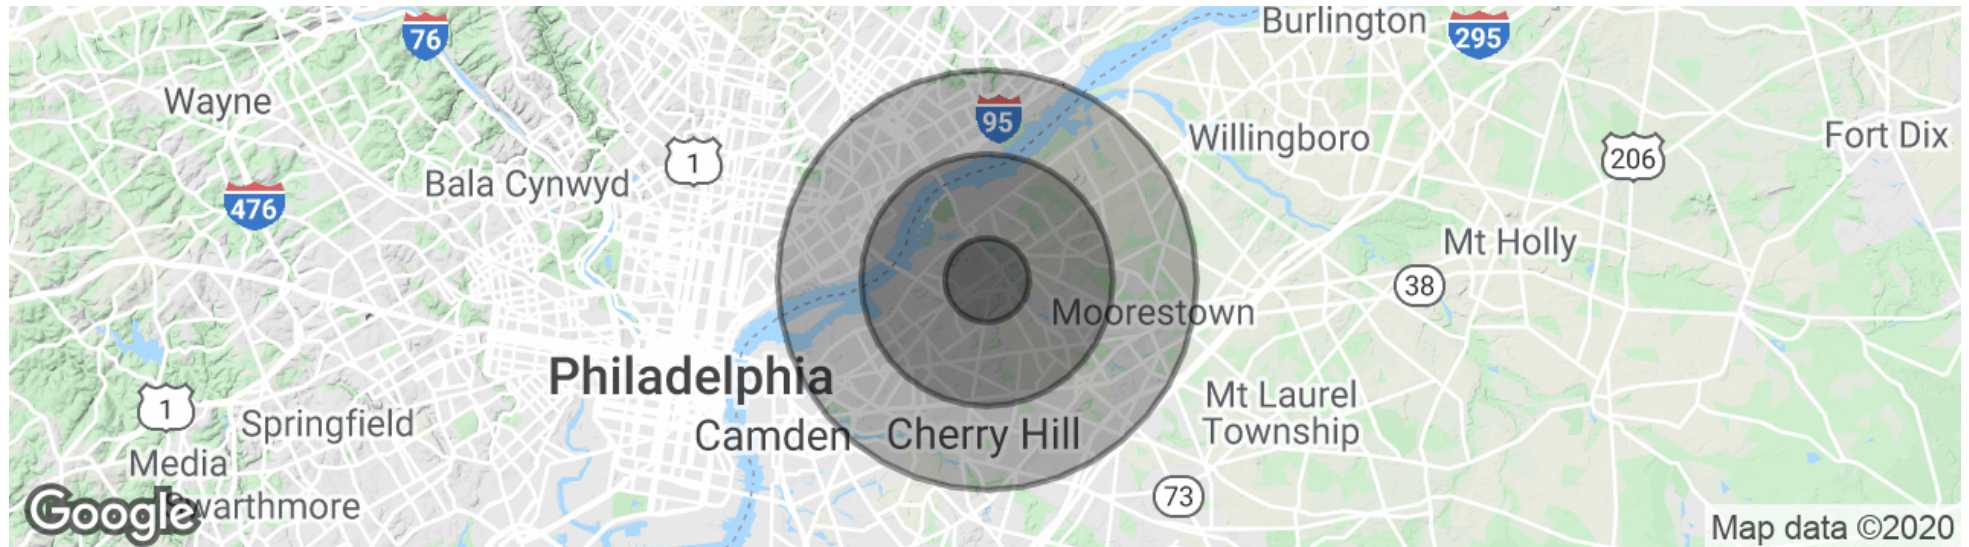 Burlington
76
295
Wayne
95
Willingboro
Fort Dix
1
206
Bala Cynwyd
476
Mt Holly
38
Moorestown
Philadelphia
1
Mt Laurel
Township
Springfield
Camden
Cherry Hill
Media
73
Swarthmore
Google
Map data ©2020